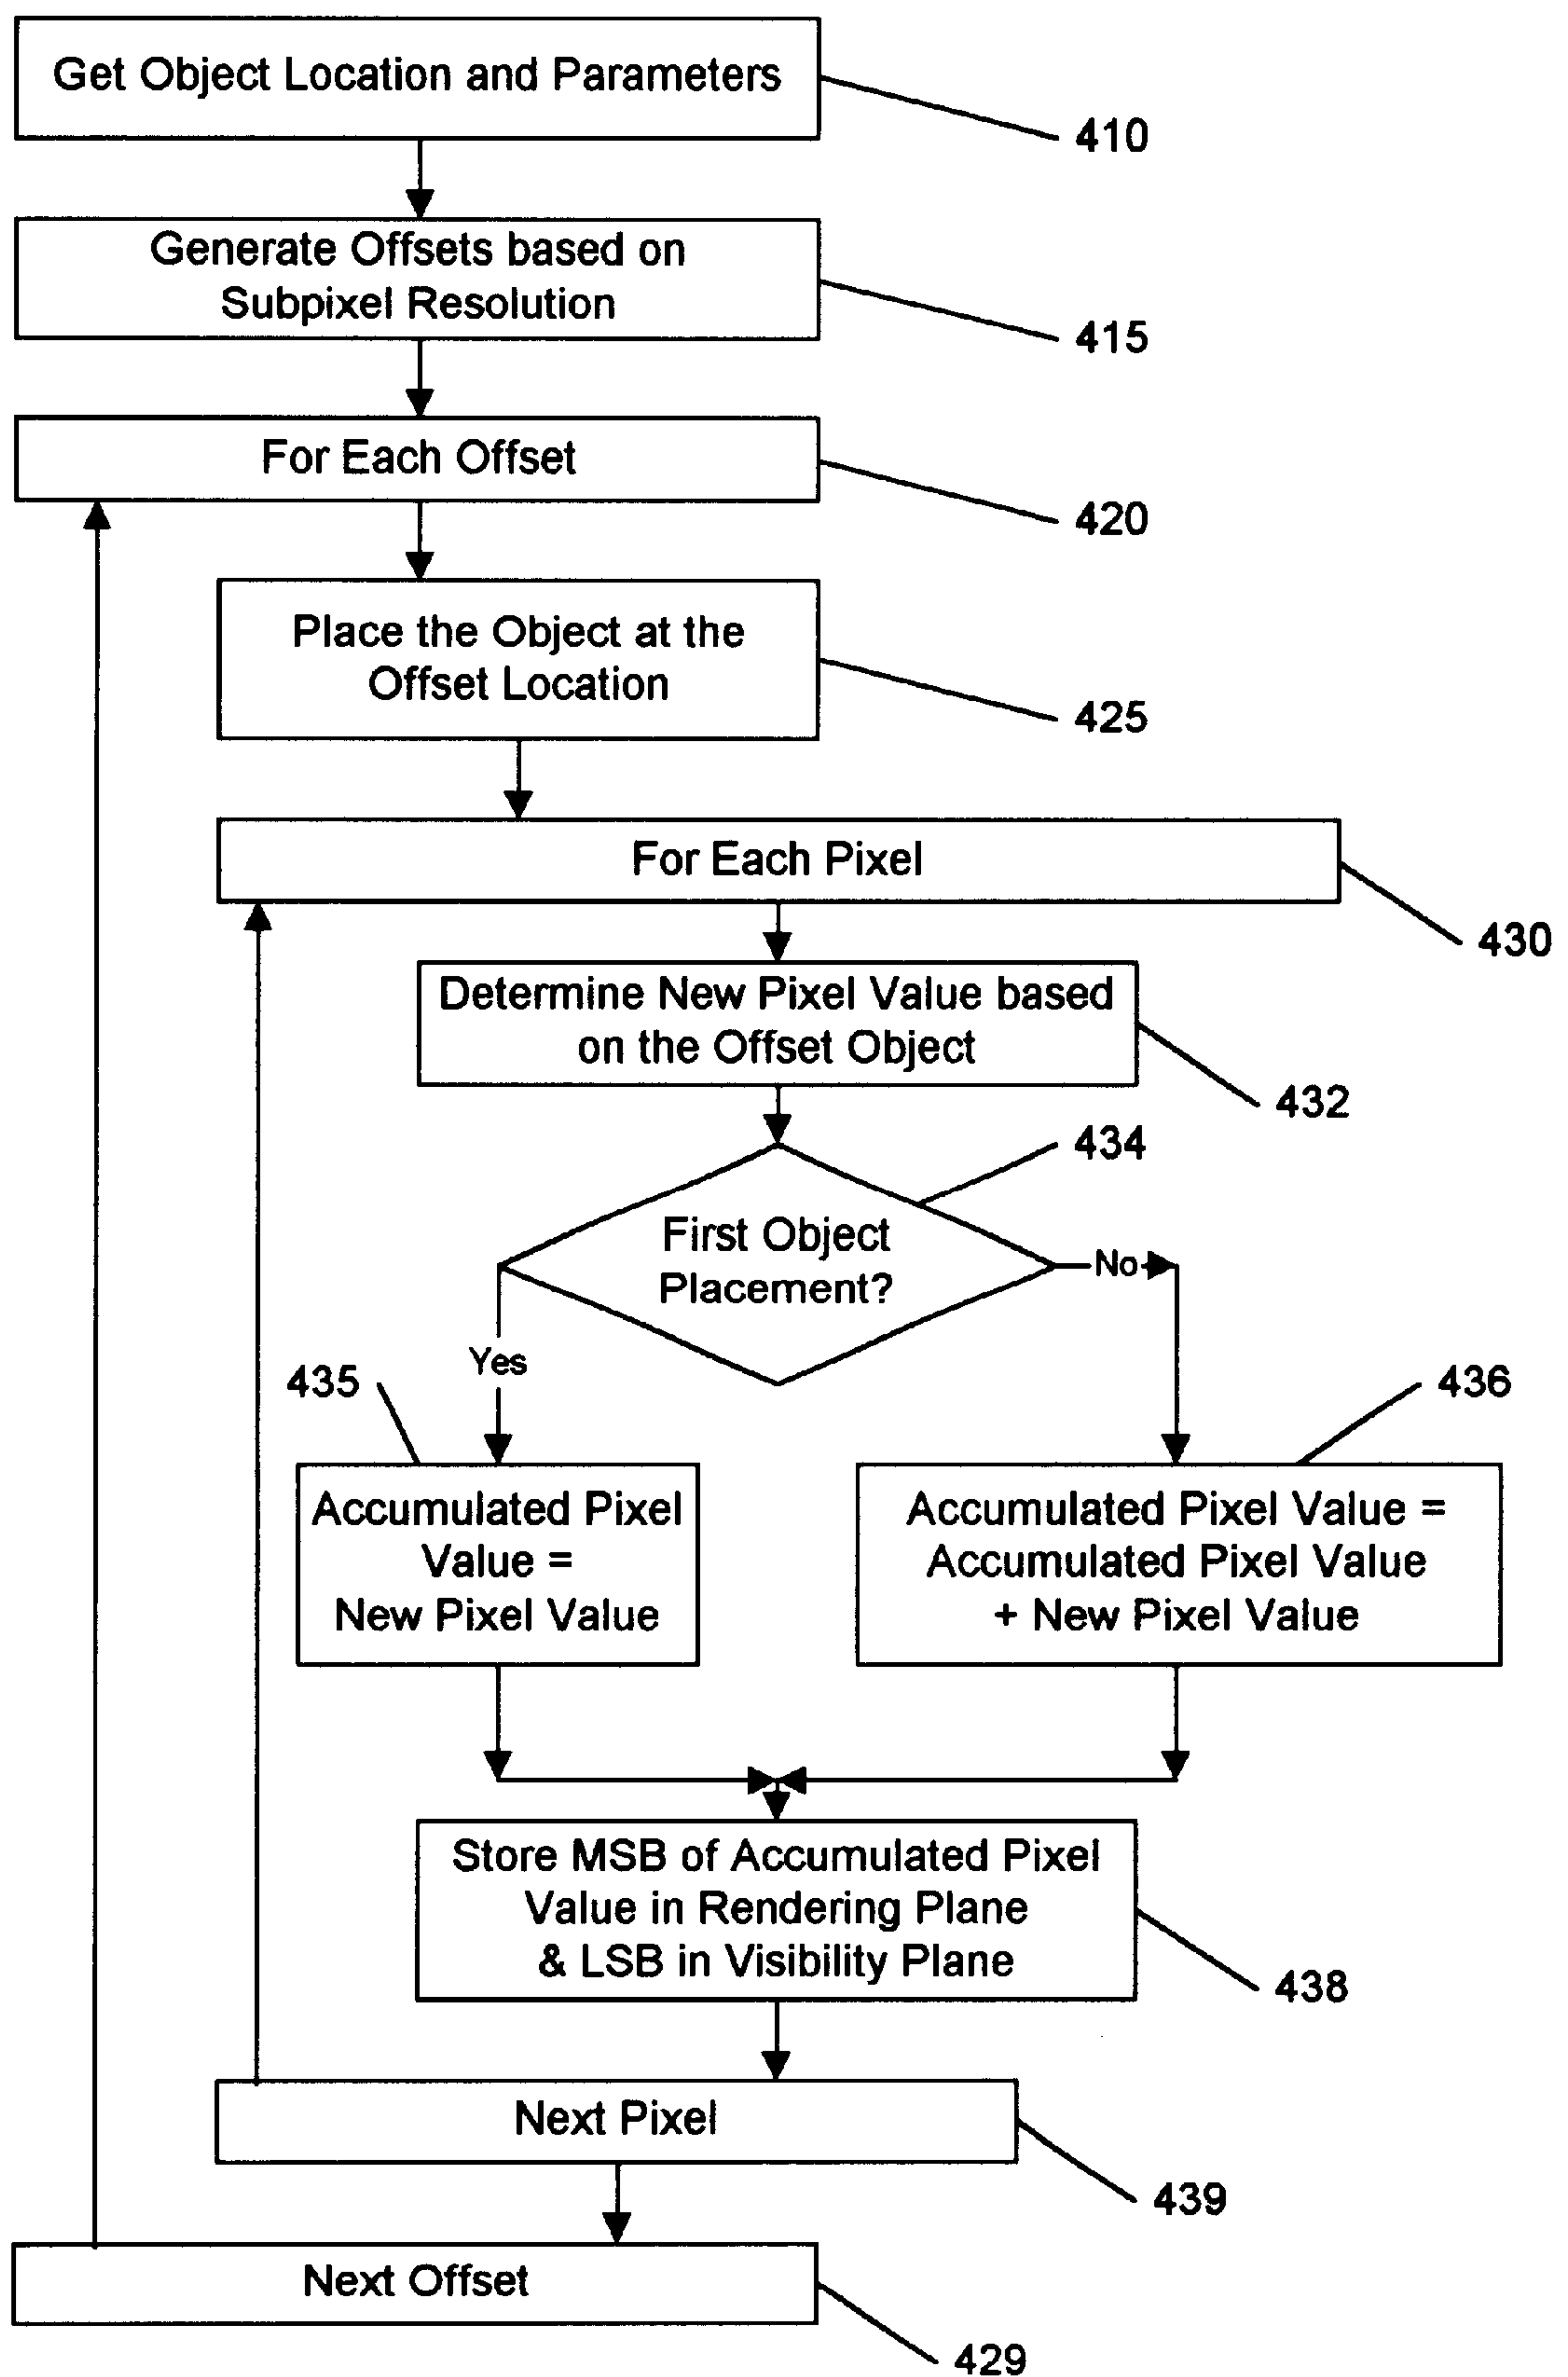 Get Object Location and Parameters
410
Generate Offsets based on
Subpixel Resolution
415
For Each Offset
420
Place the Object at the
Offset Location
425
For Each Pixel
430
Determine New Pixel Value based
on the Offset Object
432
434
First Object
Placement?
No
Yes
435
436
Accumulated Pixel
Value =
New Pixel Value
Accumulated Pixel Value =
Accumulated Pixel Value
+ New Pixel Value
Store MSB of Accumulated Pixel
Value in Rendering Plane
& LSB in Visibility Plane
438
Next Pixel
439
Next Offset
429